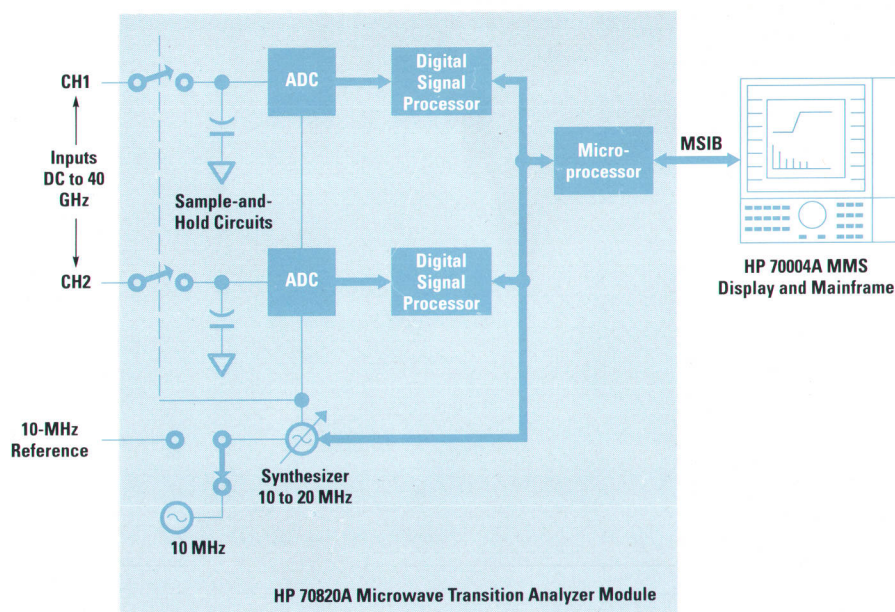 CH1
Inputs
DC to 40
GHz
CH2
ADC
Digital
Signal
Processor
Sample-and-
Hold Circuits
ADC
Digital
Signal
Processor
Micro-
processor
MSIB
HP 70004A MMS
Display and Mainframe
10-MHz
Reference
Synthesizer
10 to 20 MHz
10 MHz
HP 70820A Microwave Transition Analyzer Module